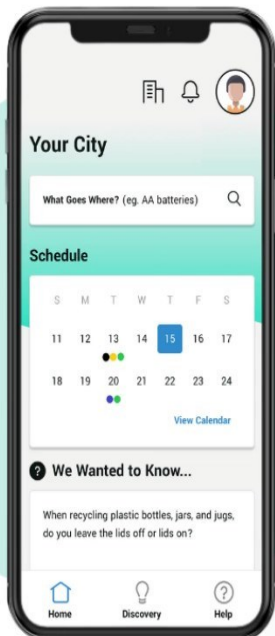 Your City
What Goes Where? (eg. AA batteries)
Schedule
S M T W T F S
11 12 13 14 15 16 17
18 19 20 21 22 23 24
View Calendar
? We Wanted to Know...
When recycling plastic bottles, jars, and jugs,
do you leave the lids off or lids on?
Home Discovery Help